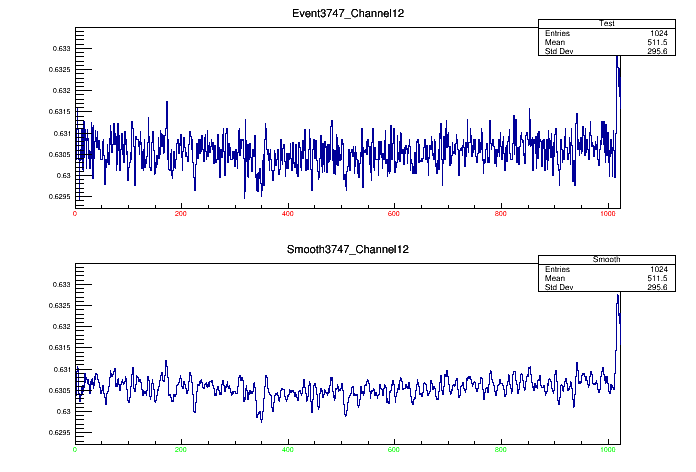 Event3747_Channel12
Test
Entries 1024
Mean 511.5
Std Dev 295.6
0.633
0.6325
0.632
0.6315
0.631
0.6305
0.63
0.6295
0 200 400 600 800 1000
Smooth3747_Channel12
Smooth
Entries 1024
Mean 511.5
Std Dev 295.6
0.633
0.6325
0.632
0.6315
0.631
0.6305
0.63
0.6295
0 200 400 600 800 1000